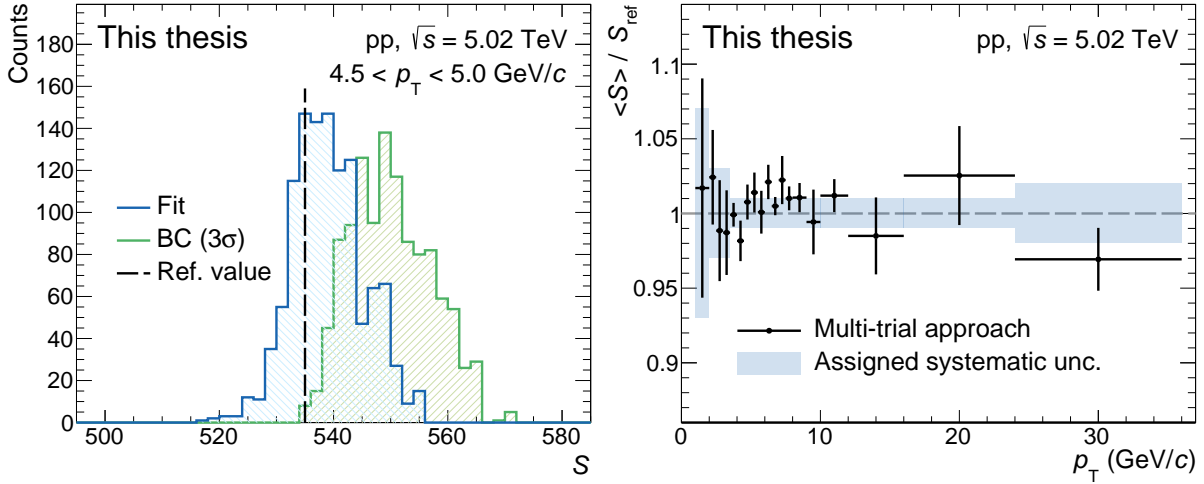 This thesis
pp, √s = 5.02 TeV
4.5 < p_T < 5.0 GeV/c
Counts
180
160
140
120
100
80
60
40
20
0
Fit
BC (3σ)
Ref. value
500
520
540
560
580
S
This thesis
pp, √s = 5.02 TeV
<S> / S_ref
1.1
1.05
1
0.95
0.9
Multi-trial approach
Assigned systematic unc.
0
10
20
30
p_T (GeV/c)